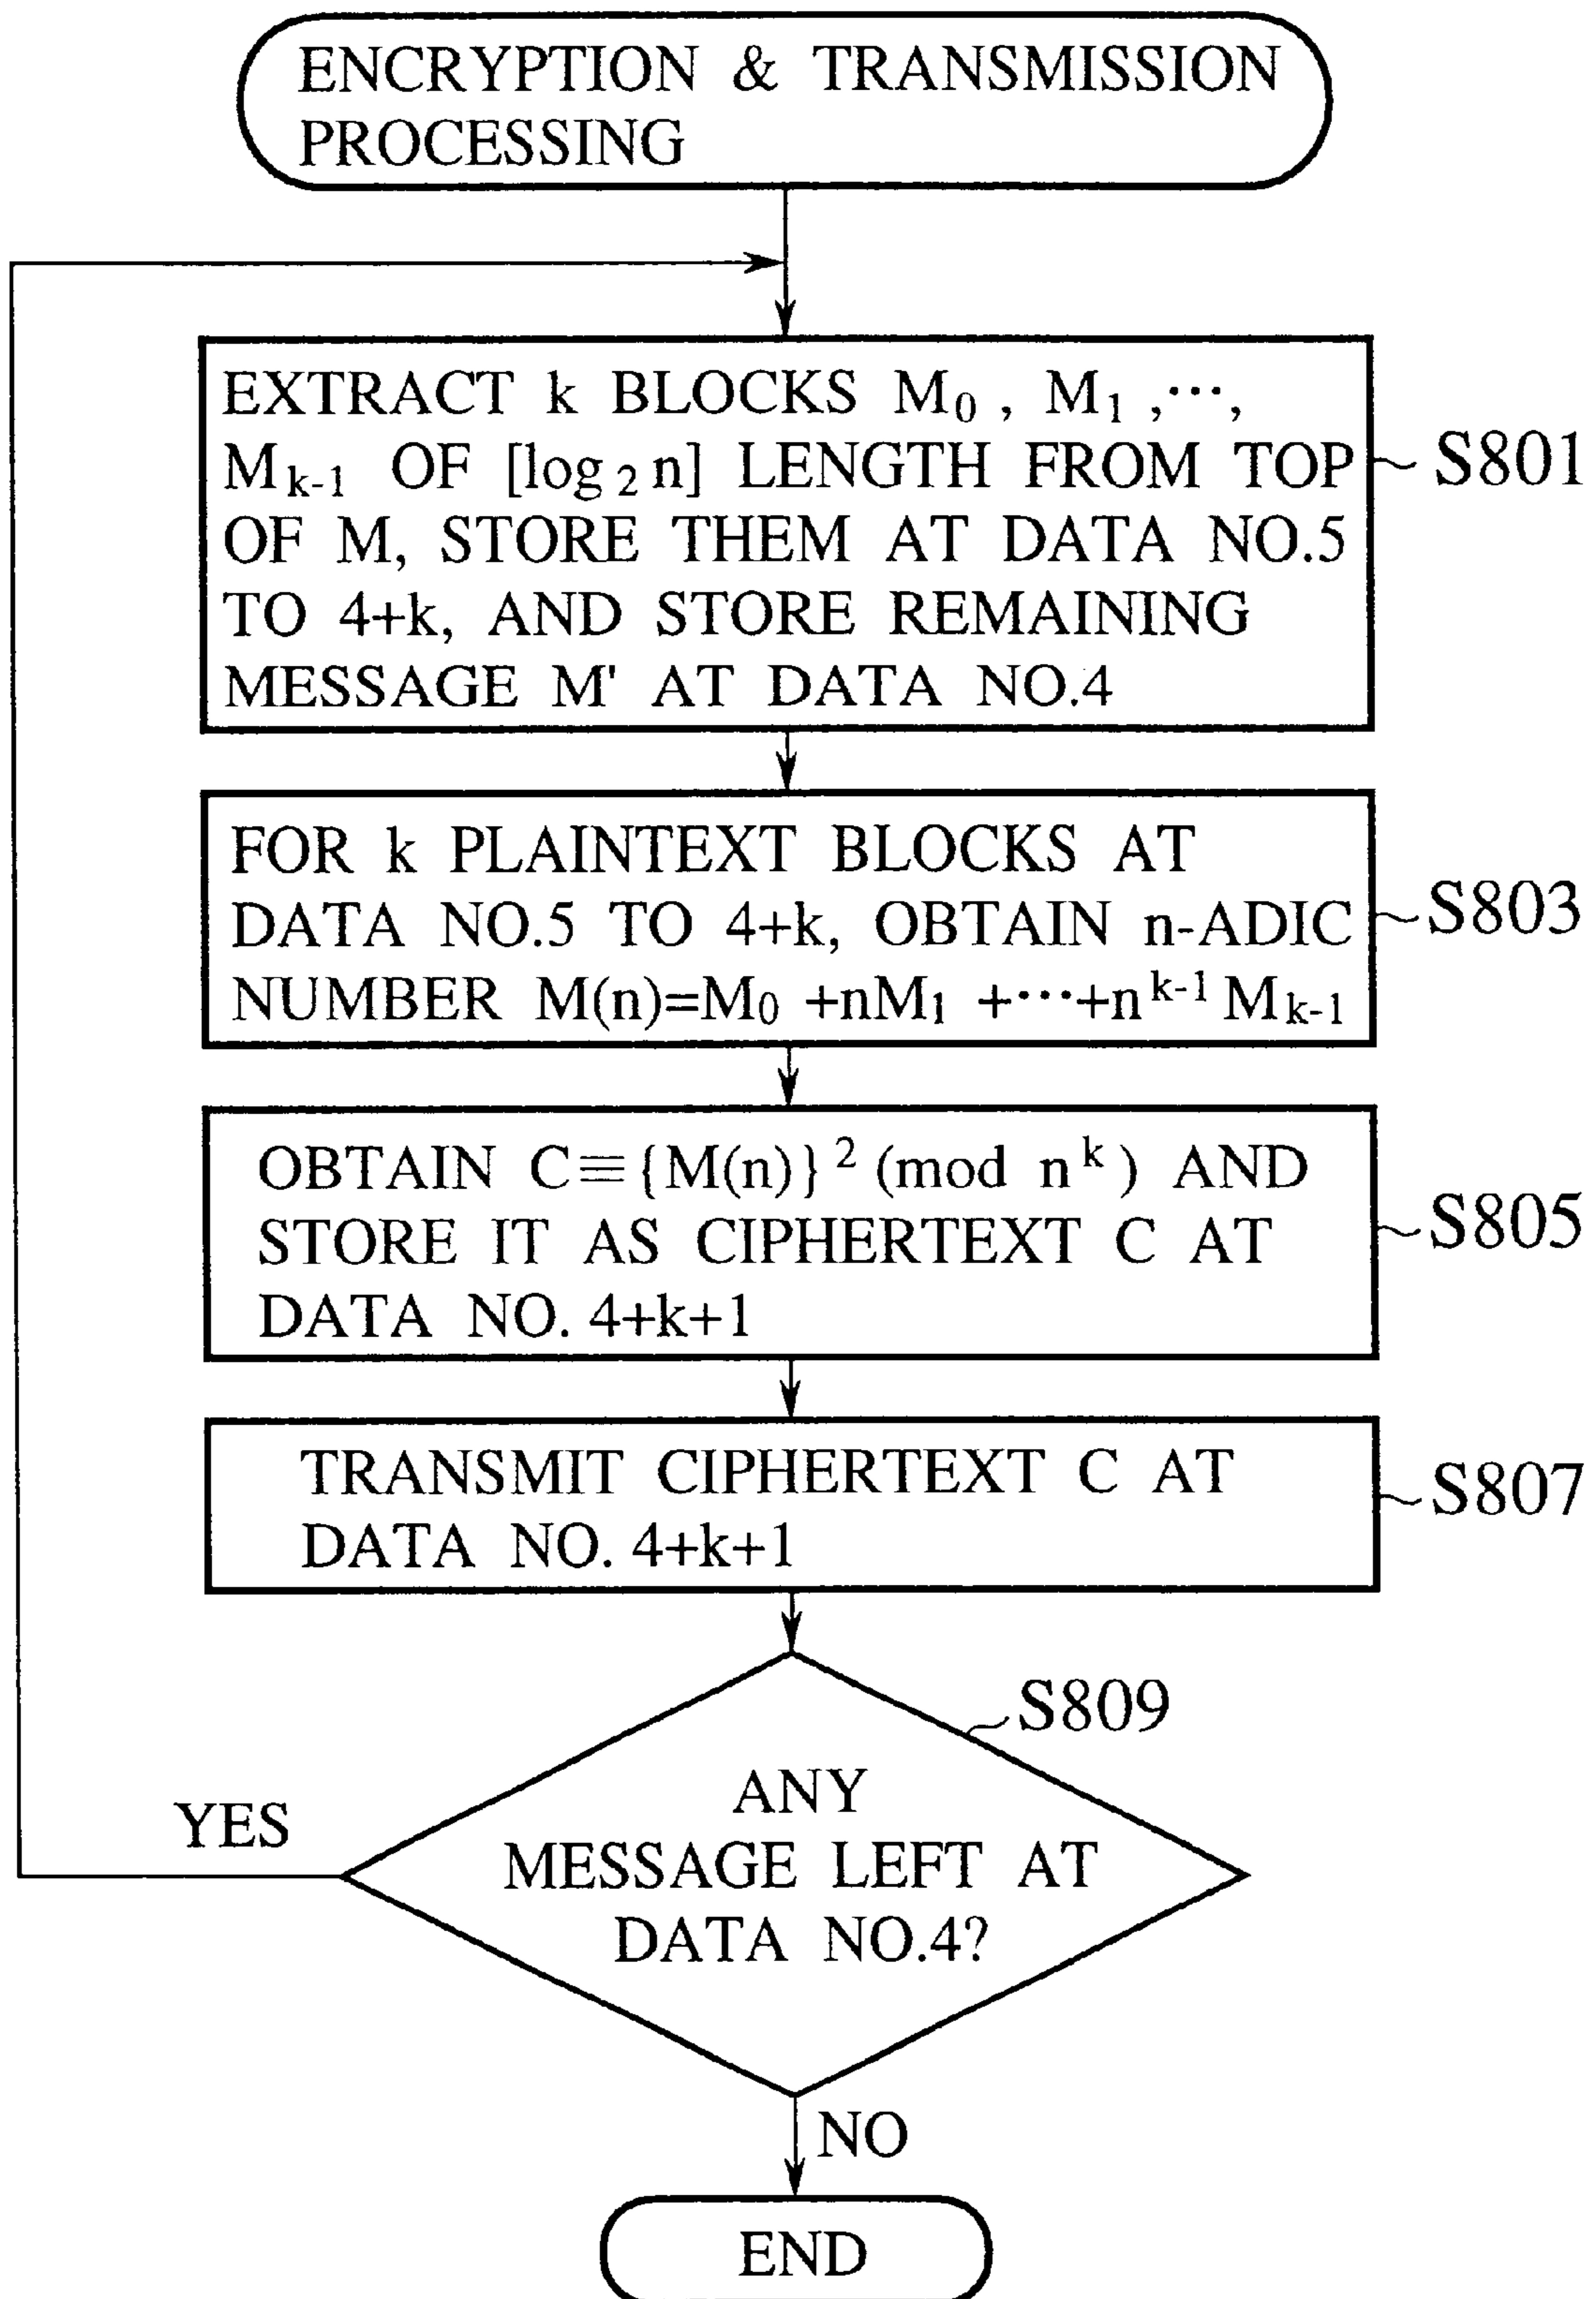 ENCRYPTION & TRANSMISSION
PROCESSING
EXTRACT k BLOCKS M₀ , M₁ ,⋯,
Mₖ₋₁ OF [log₂n] LENGTH FROM TOP
OF M, STORE THEM AT DATA NO.5
TO 4+k, AND STORE REMAINING
MESSAGE M' AT DATA NO.4
S801
FOR k PLAINTEXT BLOCKS AT
DATA NO.5 TO 4+k, OBTAIN n-ADIC
NUMBER M(n)=M₀ +nM₁ +⋯+nᵏ⁻¹ Mₖ₋₁
S803
OBTAIN C≡{M(n)}² (mod nᵏ) AND
STORE IT AS CIPHERTEXT C AT
DATA NO. 4+k+1
S805
TRANSMIT CIPHERTEXT C AT
DATA NO. 4+k+1
S807
S809
ANY
MESSAGE LEFT AT
DATA NO.4?
YES
NO
END